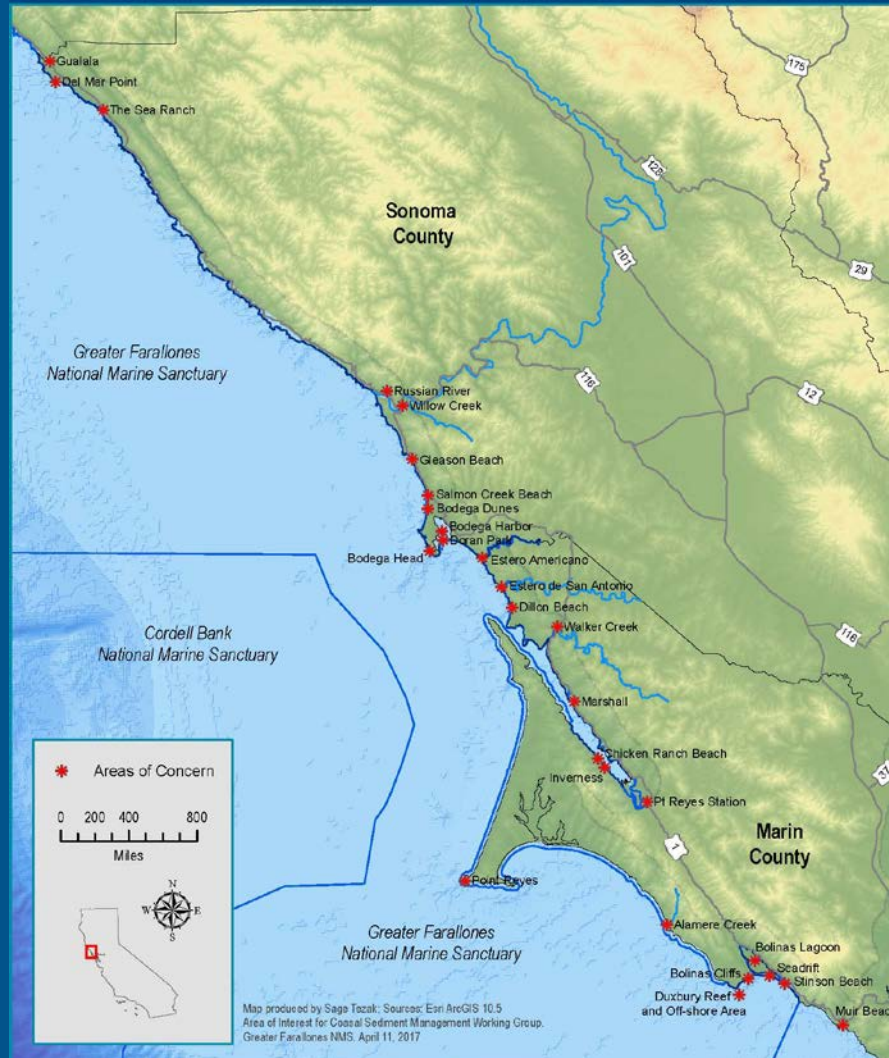 Gualala
Del Mar Point
The Sea Ranch
175
128
Sonoma
County
101
29
Greater Farallones
National Marine Sanctuary
116
12
Russian River
Willow Creek
Gleason Beach
Salmon Creek Beach
Bodega Dunes
Bodega Harbor
Doran Park
Bodega Head
Estero Americano
Estero de San Antonio
Dillon Beach
Walker Creek
116
Cordell Bank
National Marine Sanctuary
Marshall
Chicken Ranch Beach
Inverness
37
Pt Reyes Station
1
Marin
County
Areas of Concern
0 200 400 800
Miles
N
W E
S
Point Reyes
Alamere Creek
Greater Farallones
National Marine Sanctuary
Bolinas Lagoon
Bolinas Cliffs
Seadrift
Stinson Beach
Duxbury Reef
and Off-shore Area
Muir Beach
Map produced by Sage Tezak; Sources: Esri ArcGIS 10.5
Area of Interest for Coasal Sediment Management Working Group.
Greater Farallones NMS. April 11, 2017